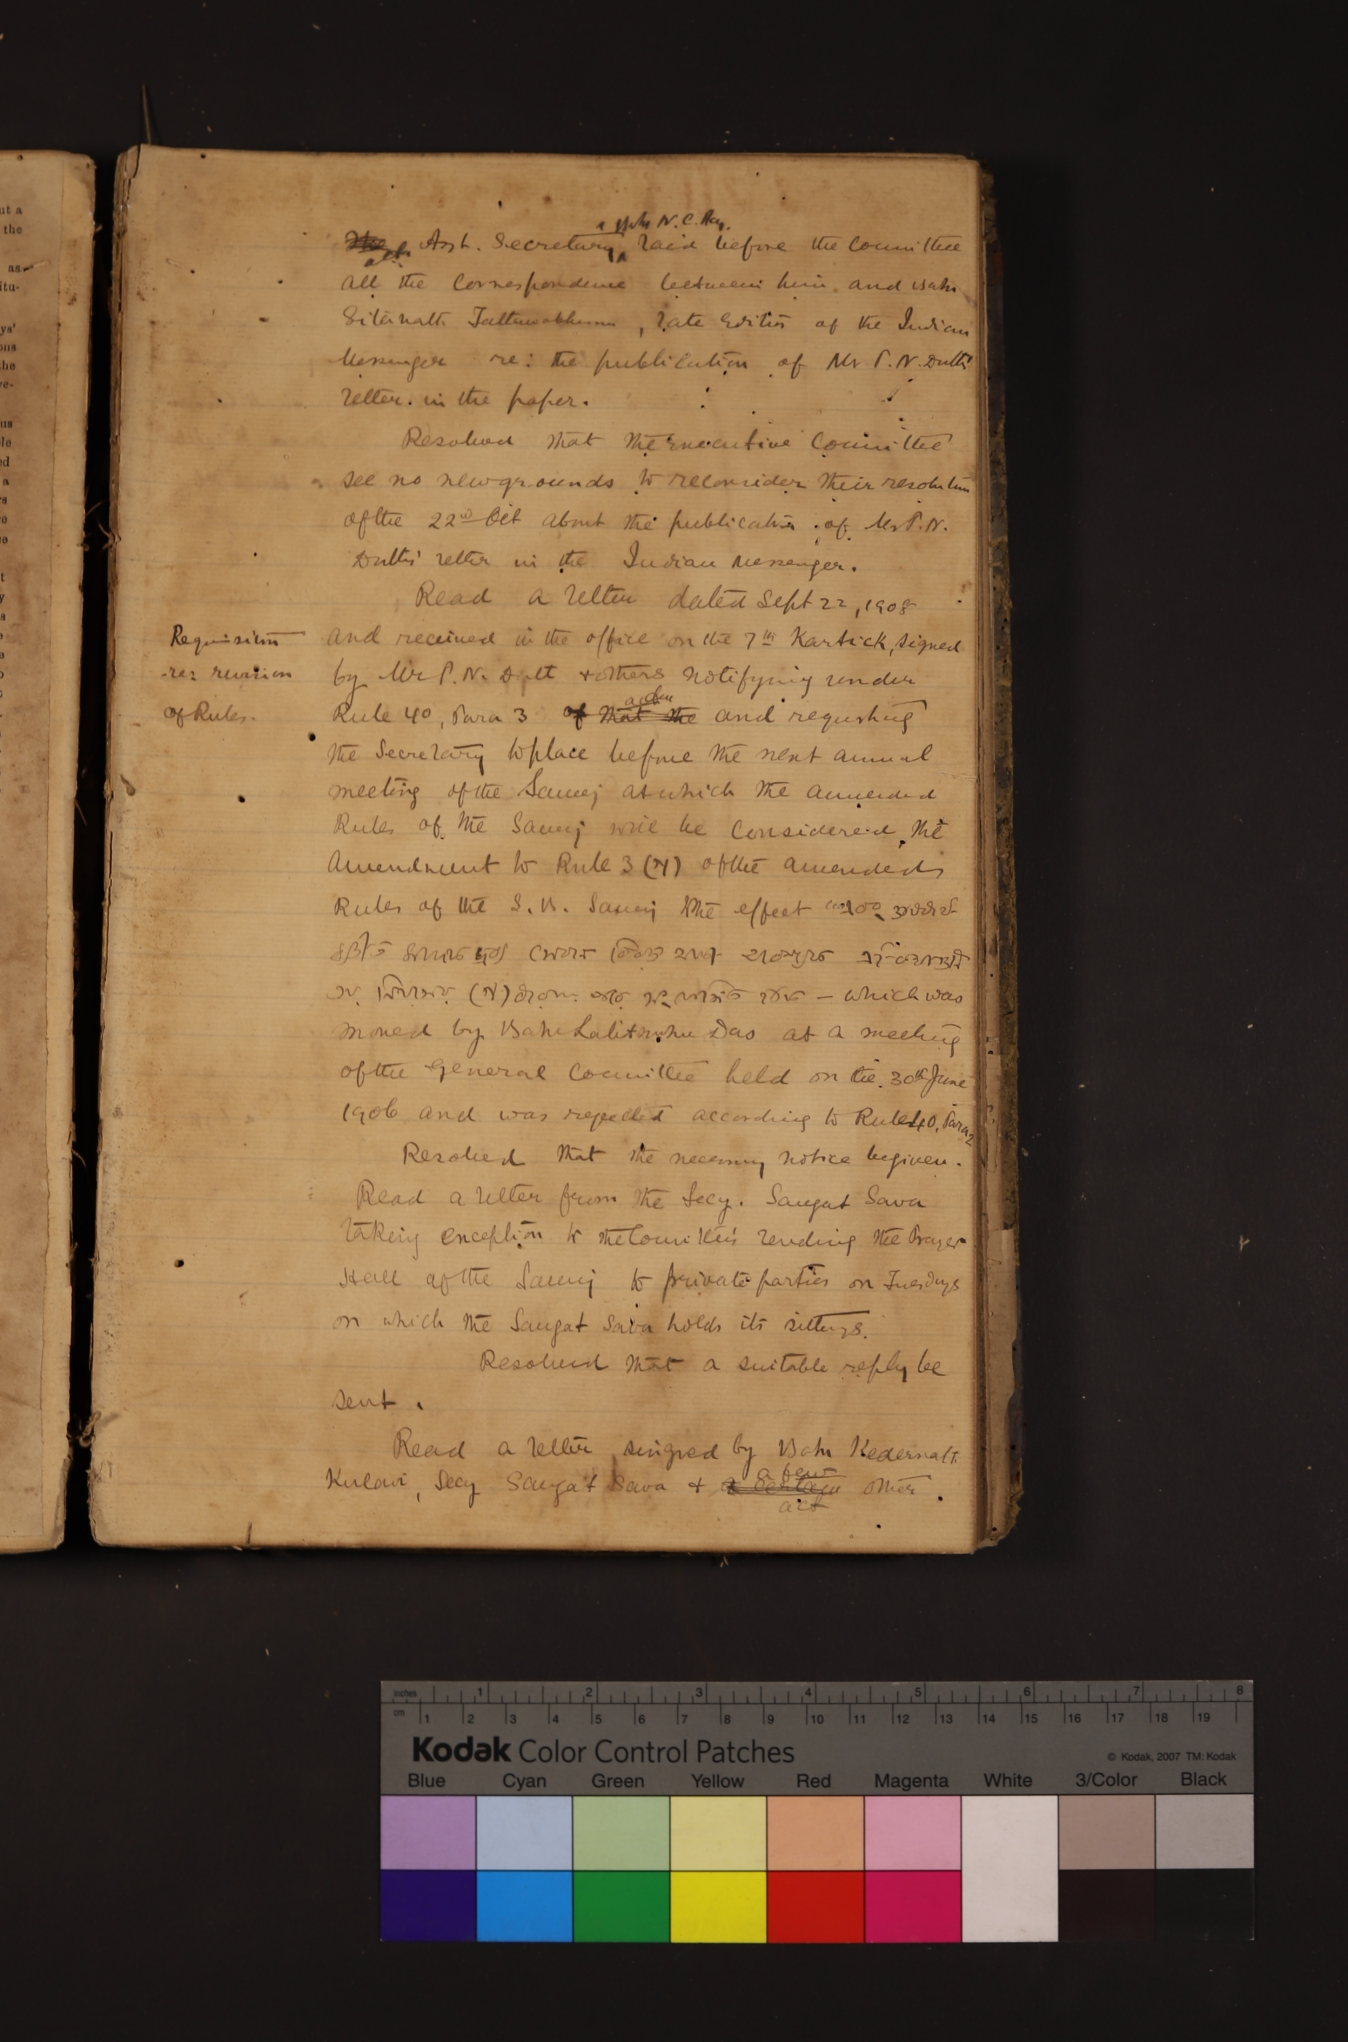 Asst. Secretary, Babu N. C. Ray, laid before the Committee
all the correspondence between him and Babu
Sitanath Tattwabhusan, late Editor of the Indian
Messenger re: the publication of Mr P. N. Dutt's
letter in the paper.
Resolved that the Executive Committee
see no new grounds to reconsider their resolution
of the 22nd Oct about the publication of Mr P. N.
Dutt's letter in the Indian Messenger.
Read a letter dated Sept 22, 1908
Requisition
re: revision
of Rules.
and received in the office on the 7th Kartick, signed
by Mr P. N. Dutt & others notifying under
Rule 40, Para 3 and requesting
the Secretary to place before the next annual
meeting of the Samaj at which the amended
Rules of the Samaj will be considered, the
Amendment to Rule 3 of the amended
Rules of the S. B. Samaj the effect
— which was
moved by Babu Das at a meeting
of the General Committee held on the 30th June
1906 and was rejected according to Rule 40, Para 2
Resolved that the necessary notice be given.
Read a letter from the Secy. Sangat Sava
taking exception to the Committee's lending the Prayer
Hall of the Samaj to private parties on Tuesdays
on which the Sangat Sava holds its sittings.
Resolved that a suitable reply be
sent.
Read a letter singned by Babu Kedarnath
Kulavi, Secy Sangat Sava & a few other
inches 1 2 3 4 5 6 7 8
cm 1 2 3 4 5 6 7 8 9 10 11 12 13 14 15 16 17 18 19
Kodak Color Control Patches
© Kodak, 2007 TM: Kodak
Blue Cyan Green Yellow Red Magenta White 3/Color Black